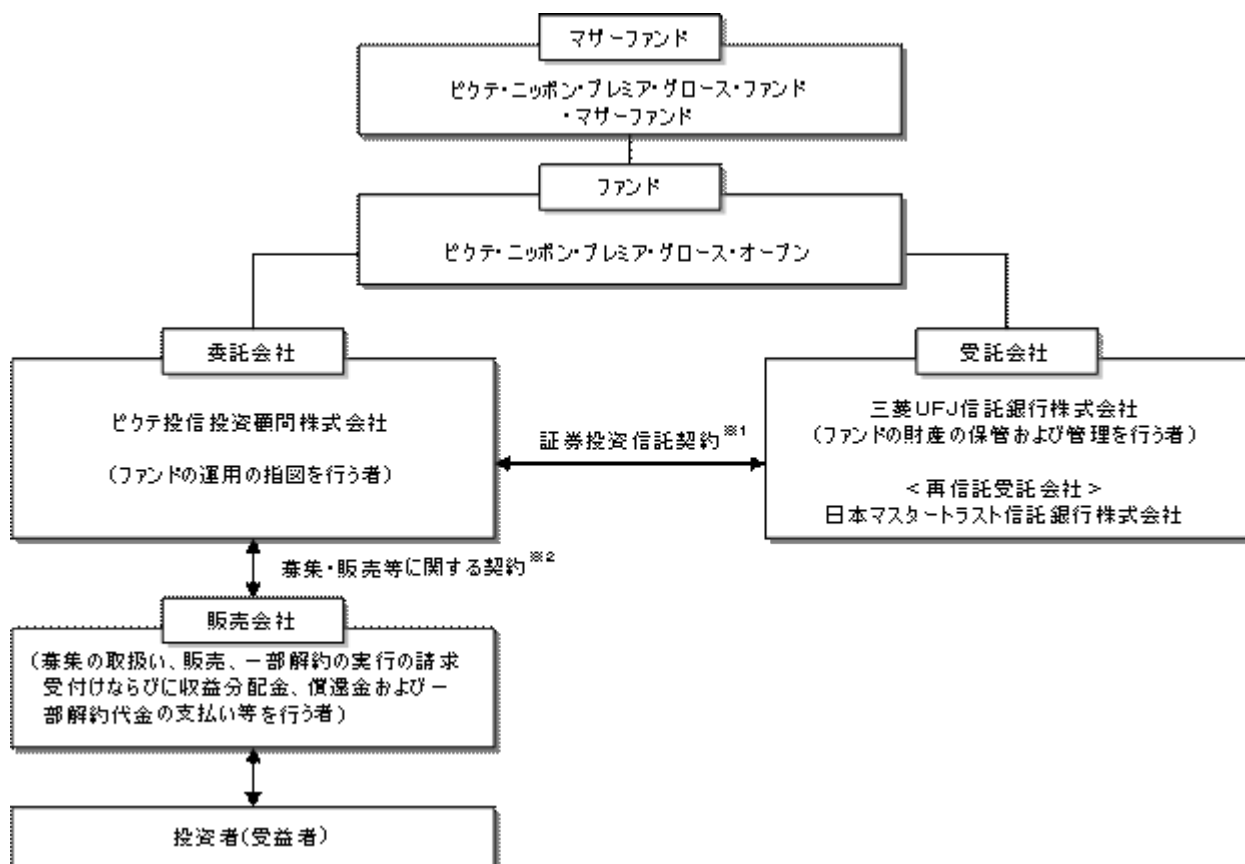 マザーファンド
ピクテ・ニッポン・プレミア・グロース・ファンド
・マザーファンド
ファンド
ピクテ・ニッポン・プレミア・グロース・オープン
委託会社
ピクテ投信投資顧問株式会社
(ファンドの運用の指図を行う者)
証券投資信託契約※1
受託会社
三菱UFJ信託銀行株式会社
(ファンドの財産の保管および管理を行う者)
<再信託受託会社>
日本マスタートラスト信託銀行株式会社
募集・販売等に関する契約※2
販売会社
(募集の取扱い、販売、一部解約の実行の請求
受付けならびに収益分配金、償還金および一
部解約代金の支払い等を行う者)
投資者(受益者)